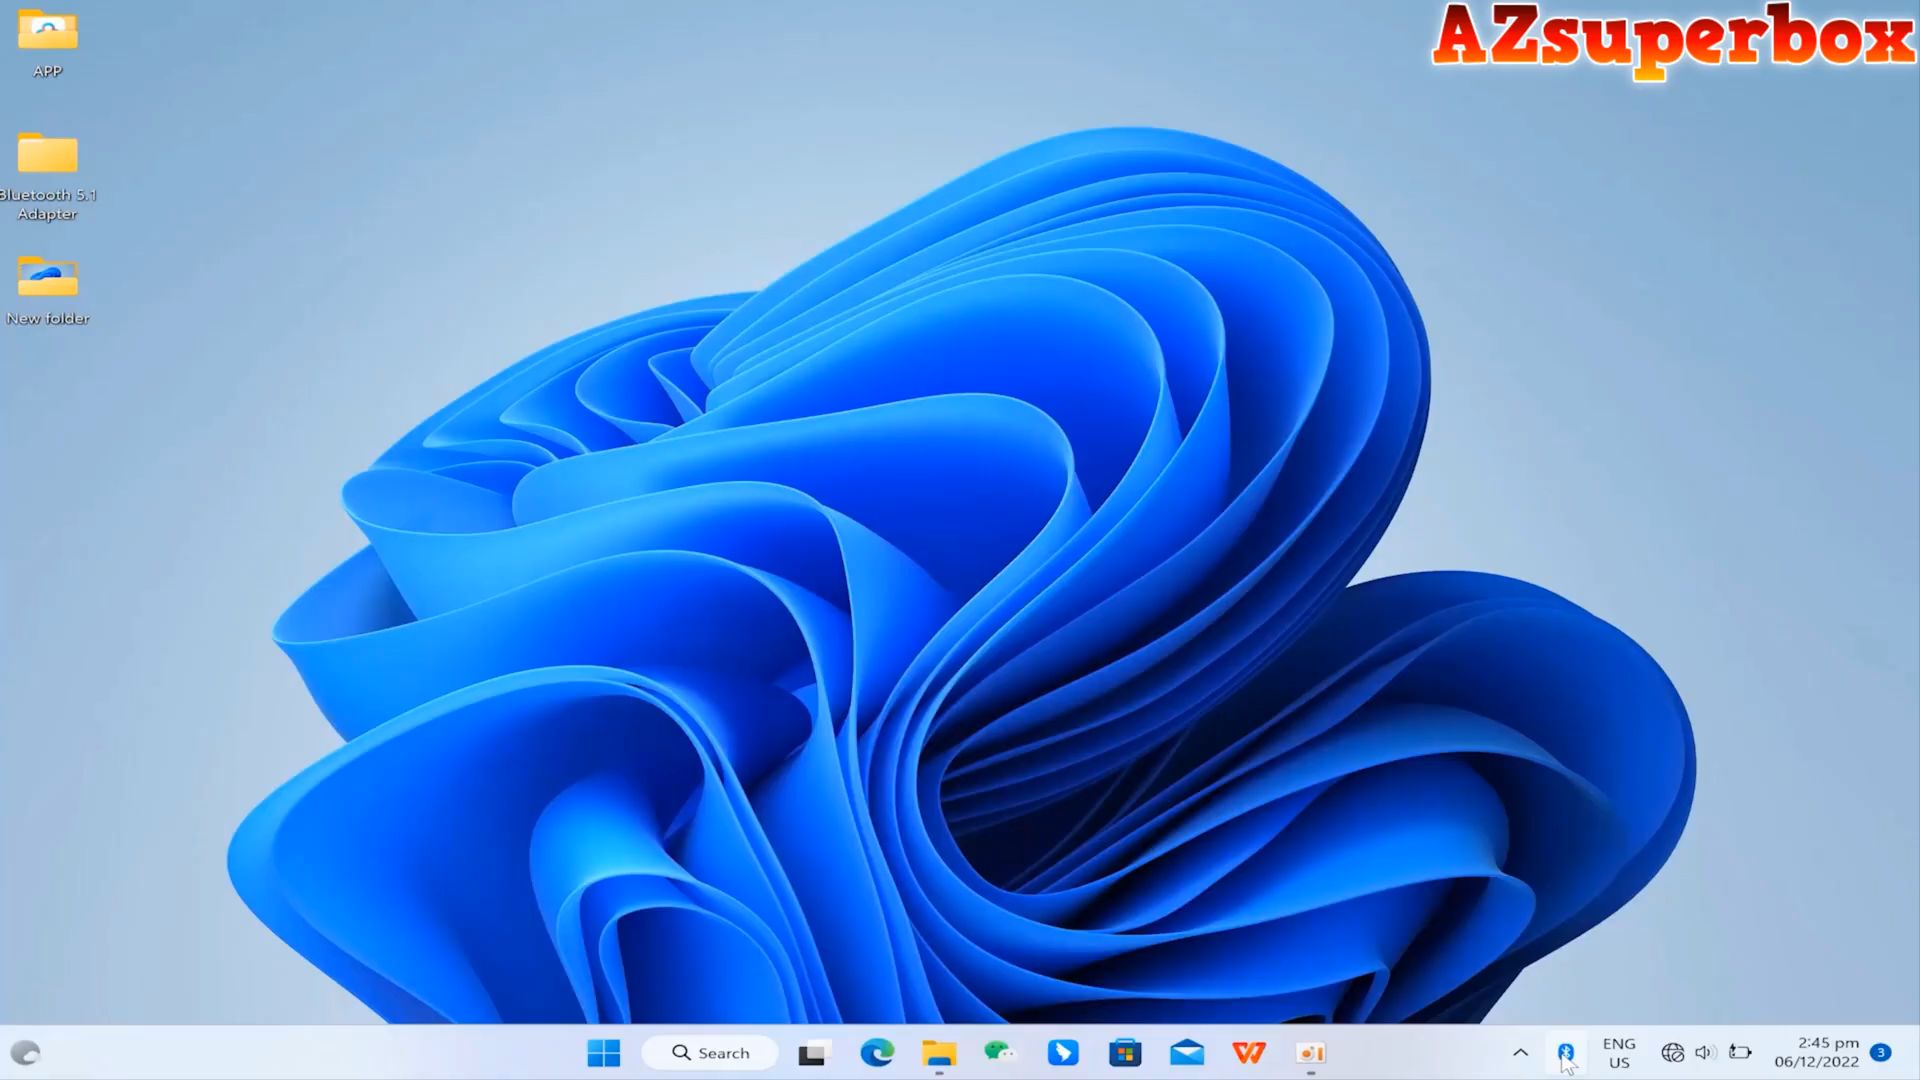 AZsuperbox
APP
Bluetooth 5.1
Adapter
New folder
Search
ENG
US
2:45 pm
06/12/2022
3